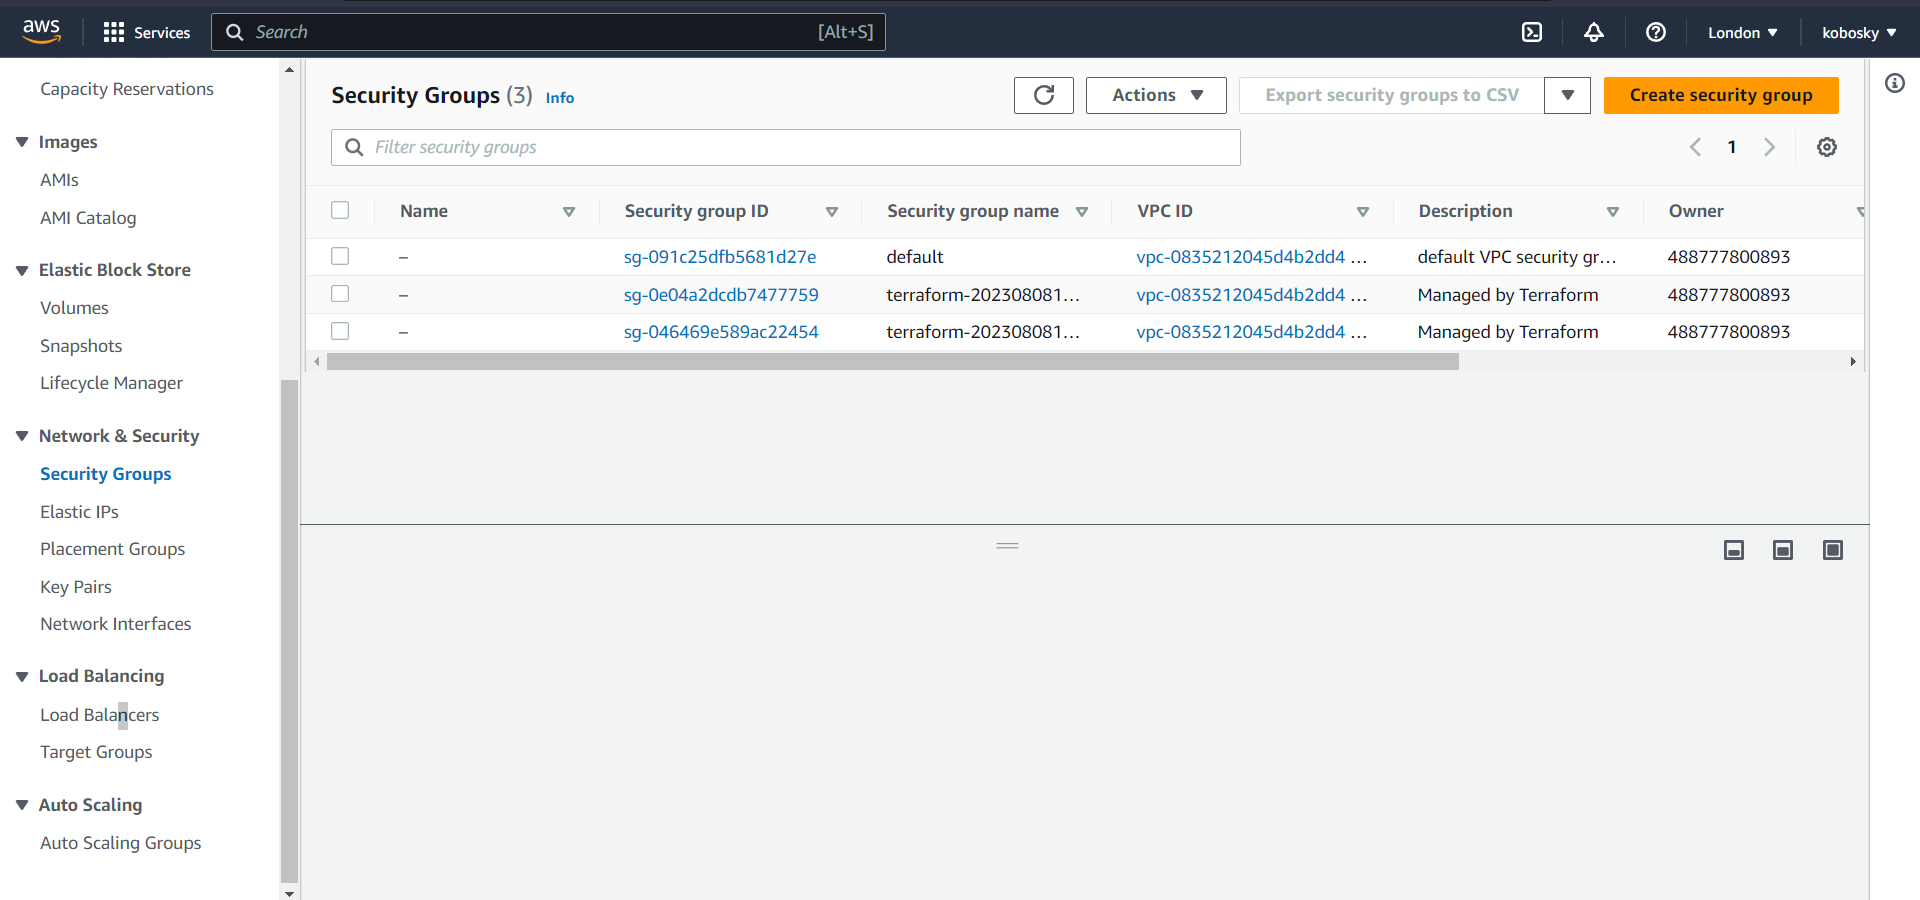 aws Services Search [Alt+S] London kobosky
Capacity Reservations
Images
AMIs
AMI Catalog
Elastic Block Store
Volumes
Snapshots
Lifecycle Manager
Network & Security
Security Groups
Elastic IPs
Placement Groups
Key Pairs
Network Interfaces
Load Balancing
Load Balancers
Target Groups
Auto Scaling
Auto Scaling Groups
Security Groups (3) Info Actions Export security groups to CSV Create security group
Filter security groups 1
Name Security group ID Security group name VPC ID Description Owner
– sg-091c25dfb5681d27e default vpc-0835212045d4b2dd4 ... default VPC security gr... 488777800893
– sg-0e04a2dcdb7477759 terraform-202308081... vpc-0835212045d4b2dd4 ... Managed by Terraform 488777800893
– sg-046469e589ac22454 terraform-202308081... vpc-0835212045d4b2dd4 ... Managed by Terraform 488777800893